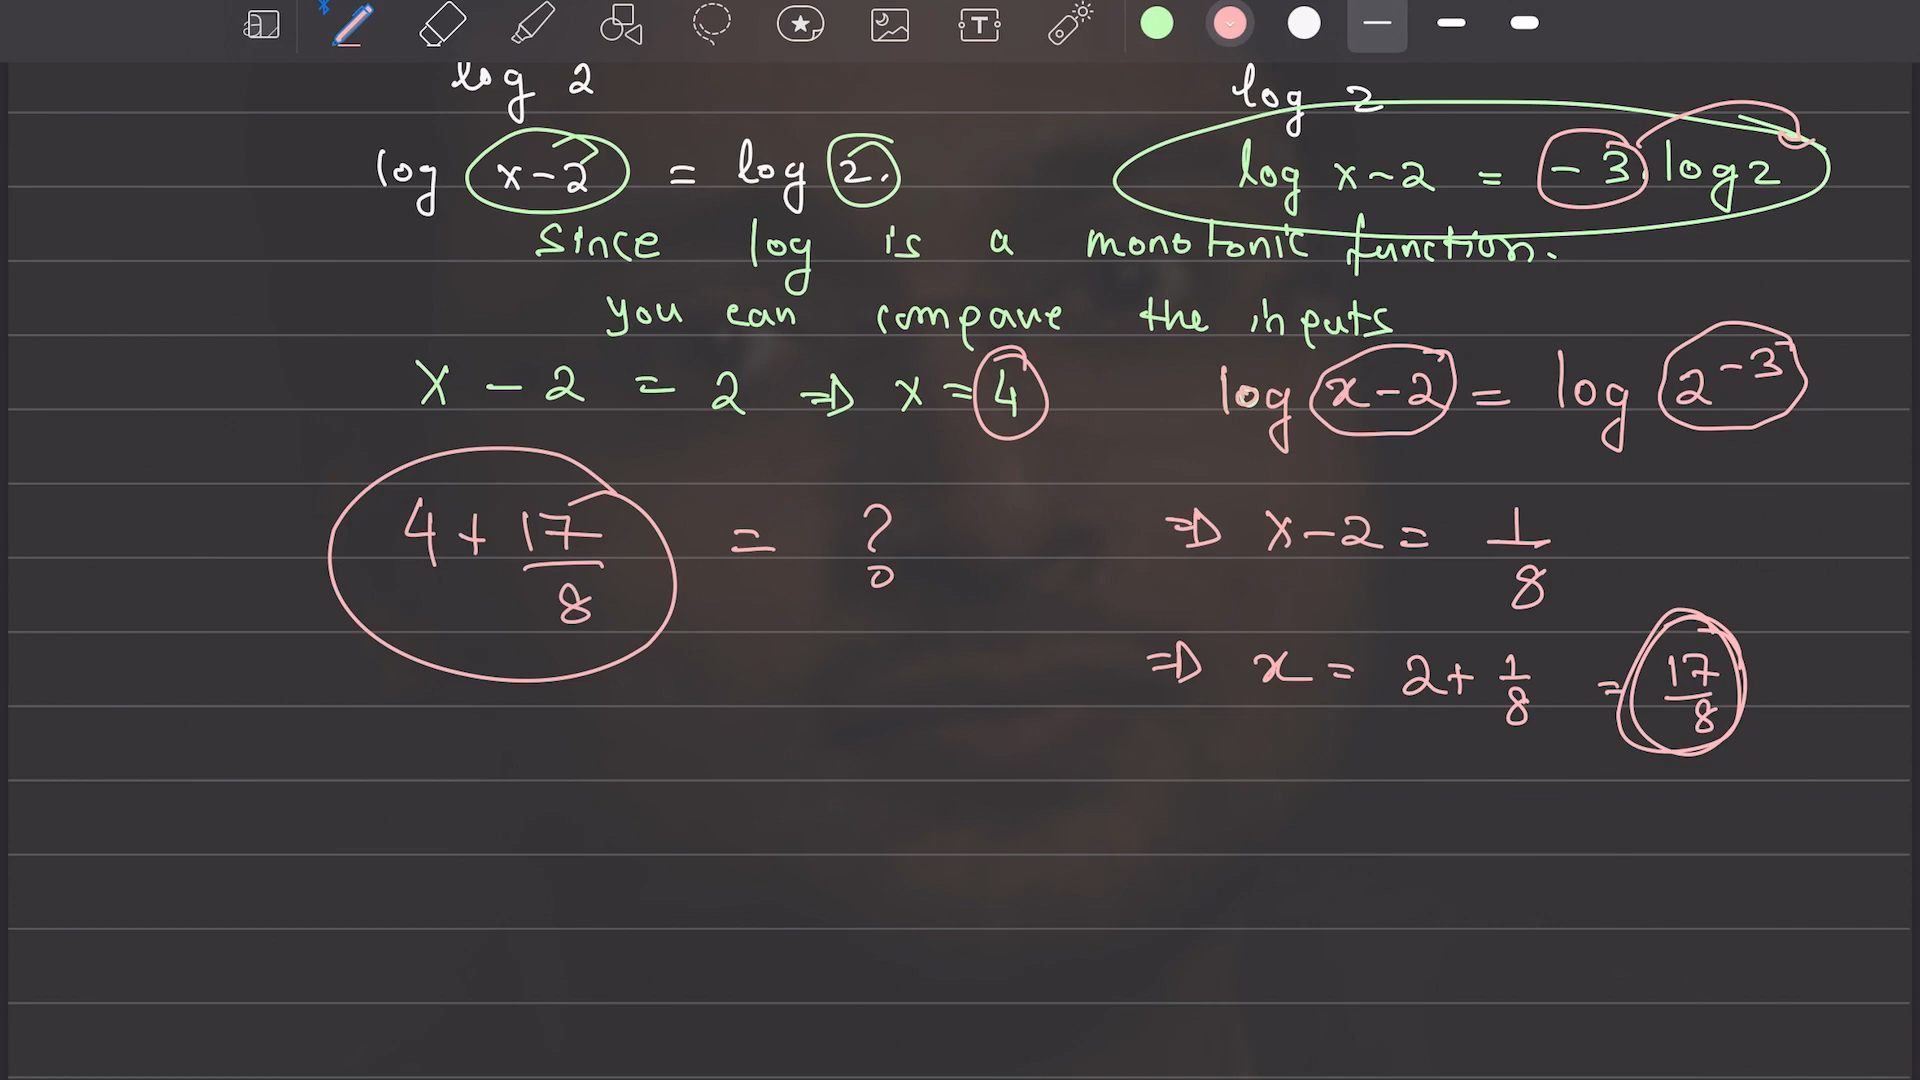 log 2
log 2
log x-2 = log 2.
log x-2 = -3 log 2
Since log is a monotonic function.
You can compare the inputs
x - 2 = 2 ⇒ x = 4
log x-2 = log 2⁻³
4 + 17/8 = ?
⇒ x-2 = 1/8
⇒ x = 2 + 1/8 = 17/8